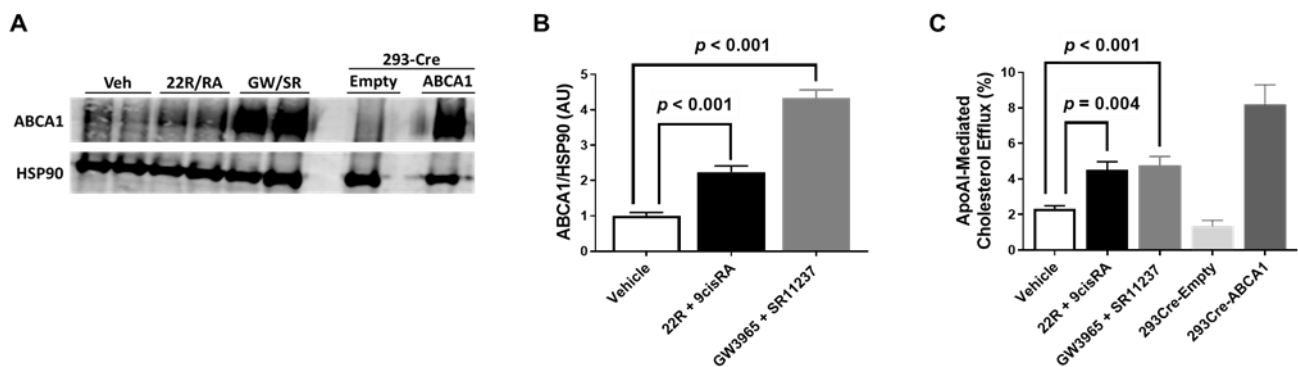 A
293-Cre
Veh 22R/RA GW/SR Empty ABCA1
ABCA1
HSP90
B
p < 0.001
p < 0.001
ABCA1/HSP90 (AU)
5
4
3
2
1
0
Vehicle
22R + 9cisRA
GW3965 + SR11237
C
p < 0.001
p = 0.004
ApoAI-Mediated
Cholesterol Efflux (%)
10
8
6
4
2
0
Vehicle
22R + 9cisRA
GW3965 + SR11237
293Cre-Empty
293Cre-ABCA1